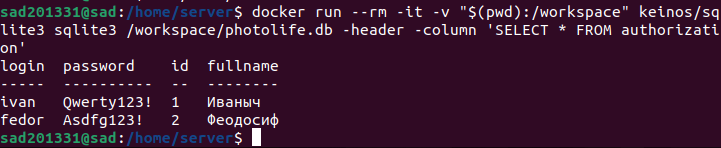 sad201331@sad:/home/server$ docker run --rm -it -v "$(pwd):/workspace" keinos/sq
lite3 sqlite3 /workspace/photolife.db -header -column 'SELECT * FROM authorizati
on'
login  password    id  fullname
-----  ----------  --  --------
ivan   Qwerty123!  1   Иваныч
fedor  Asdfg123!   2   Феодосиф
sad201331@sad:/home/server$